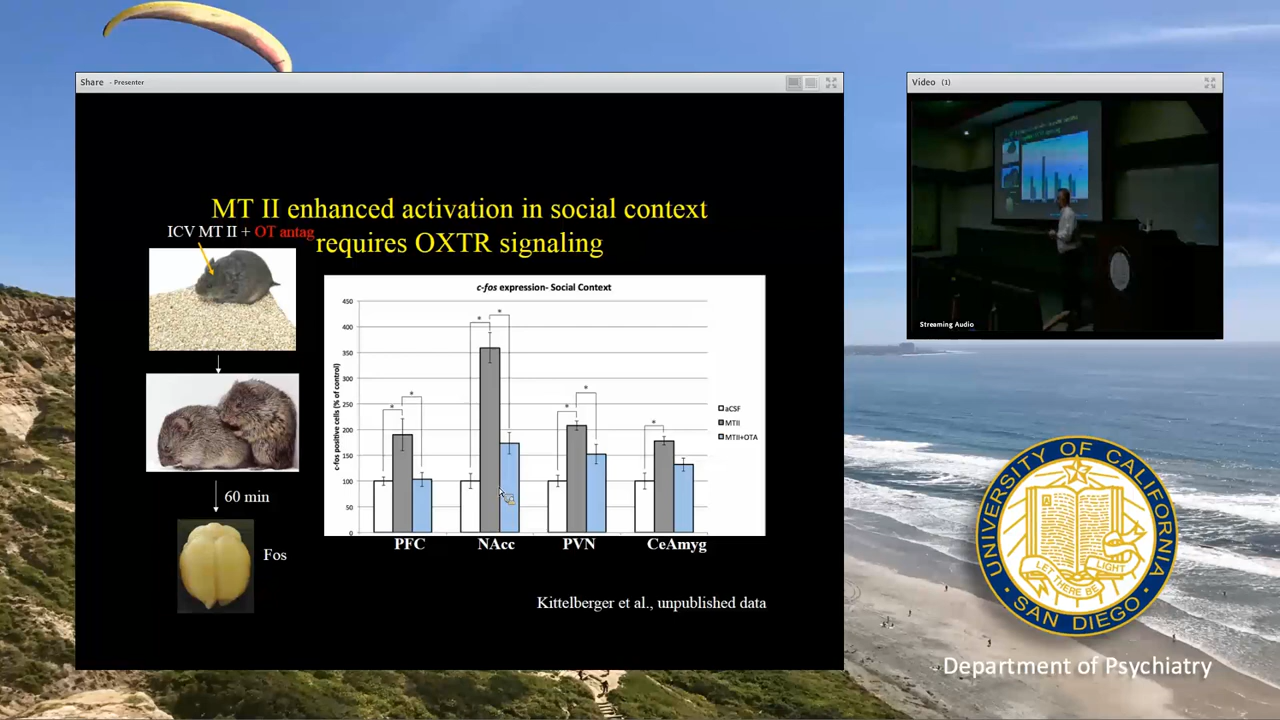 Share - Presenter
Video (1)
MT II enhanced activation in social context
requires OXTR signaling
ICV MT II + OT antag
60 min
Fos
c-fos expression- Social Context
c-fos positive cells (% of control)
450
400
350
300
250
200
150
100
50
0
*
*
*
*
*
*
*
aCSF
MTII
MTII+OTA
PFC NAcc PVN CeAmyg
Kittelberger et al., unpublished data
Streaming Audio
UNIVERSITY OF CALIFORNIA
SAN DIEGO
LET THERE BE LIGHT
A
Department of Psychiatry